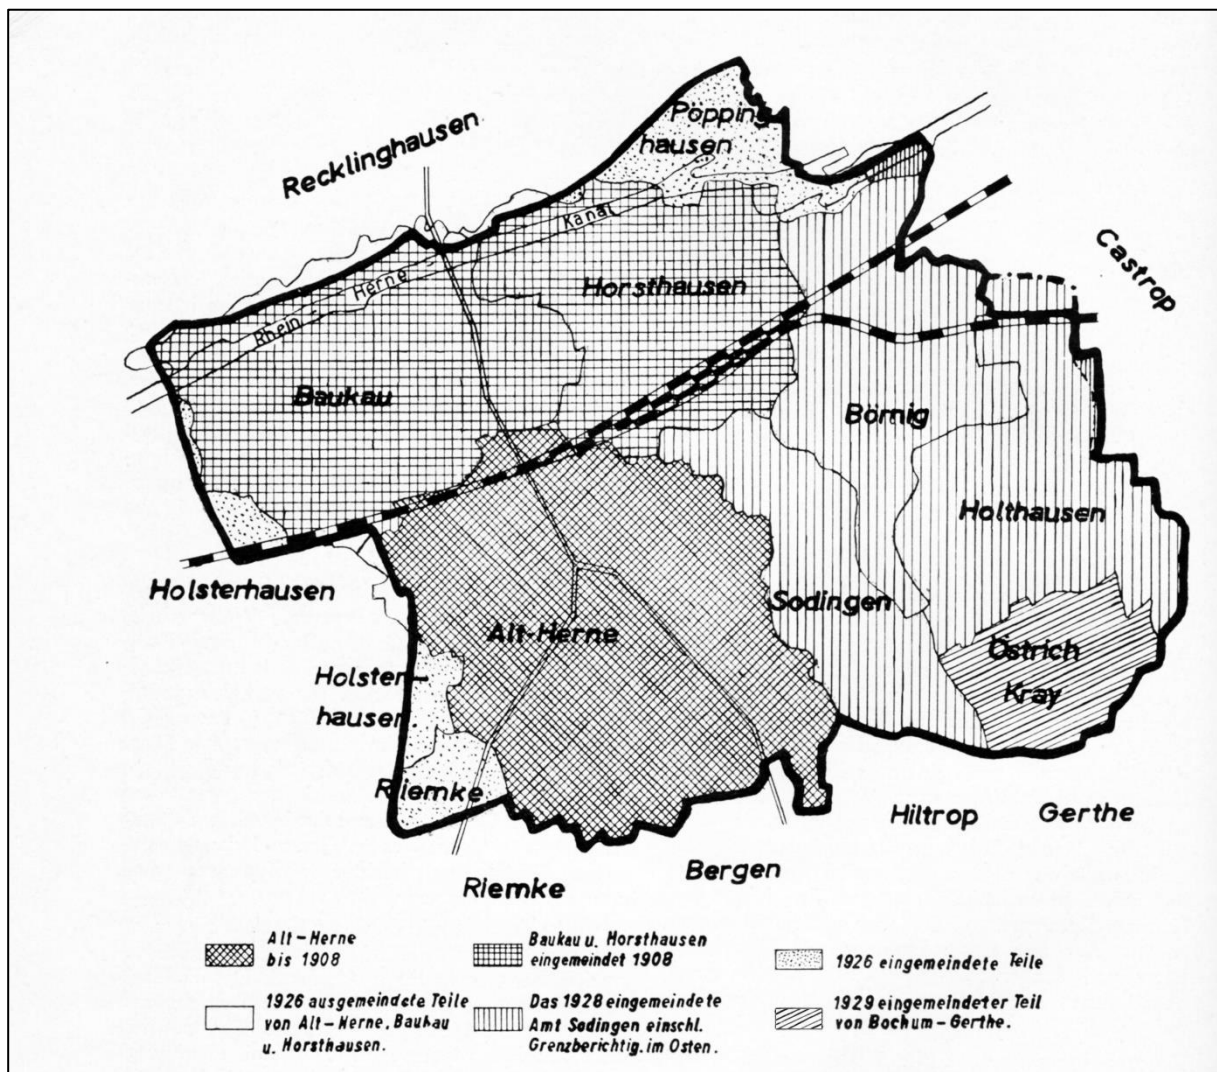 Recklinghausen
Popping
hausen
Rhein - Herne Kanal
Horsthausen
Castrop
Baukau
Börnig
Holthausen
Holsterhausen
Sodingen
Alt-Herne
Östrich
Kray
Holster-
hausen.
Riemke
Hiltrop Gerthe
Bergen
Riemke
Alt-Herne
bis 1908
Baukau u. Horsthausen
eingemeindet 1908
1926 eingemeindete Teile
1926 ausgemeindete Teile
von Alt-Herne, Baukau
u. Horsthausen.
Das 1928 eingemeindete
Amt Sodingen einschl.
Grenzberichtig. im Osten.
1929 eingemeindeter Teil
von Bochum-Gerthe.